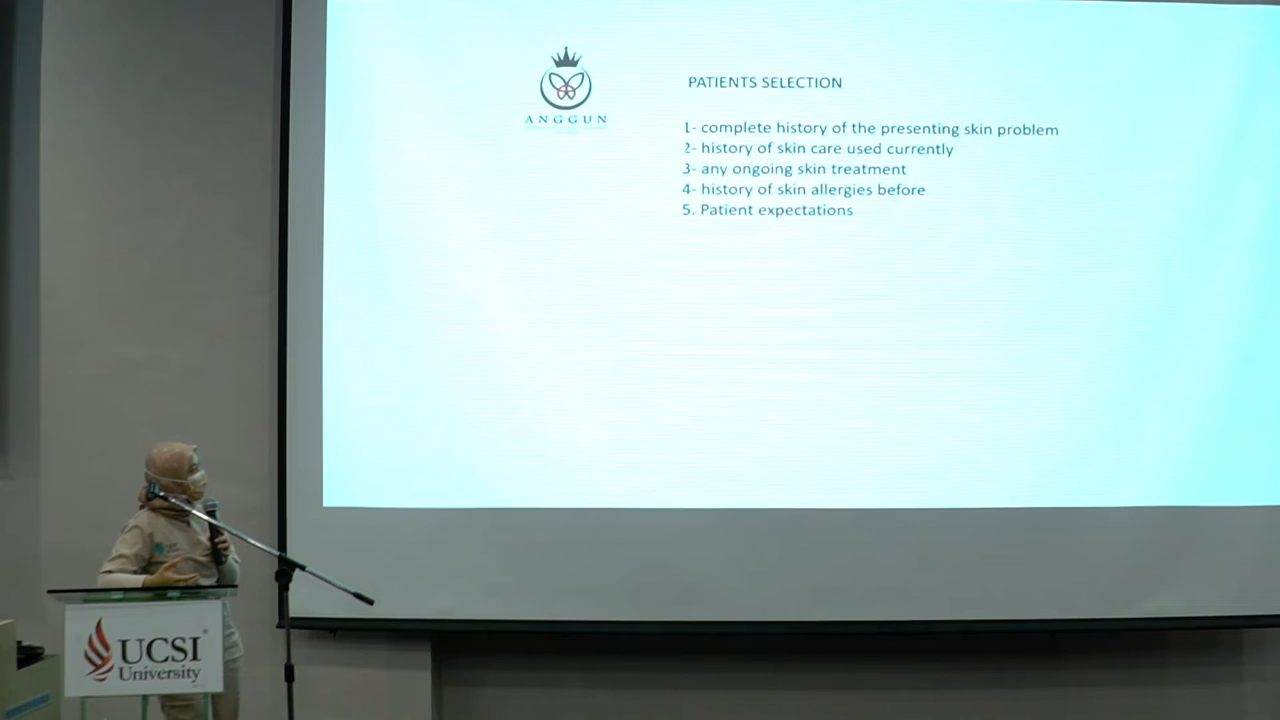 ANGGUN
PATIENTS SELECTION
1- complete history of the presenting skin problem
2- history of skin care used currently
3- any ongoing skin treatment
4- history of skin allergies before
5. Patient expectations
UCSI
University